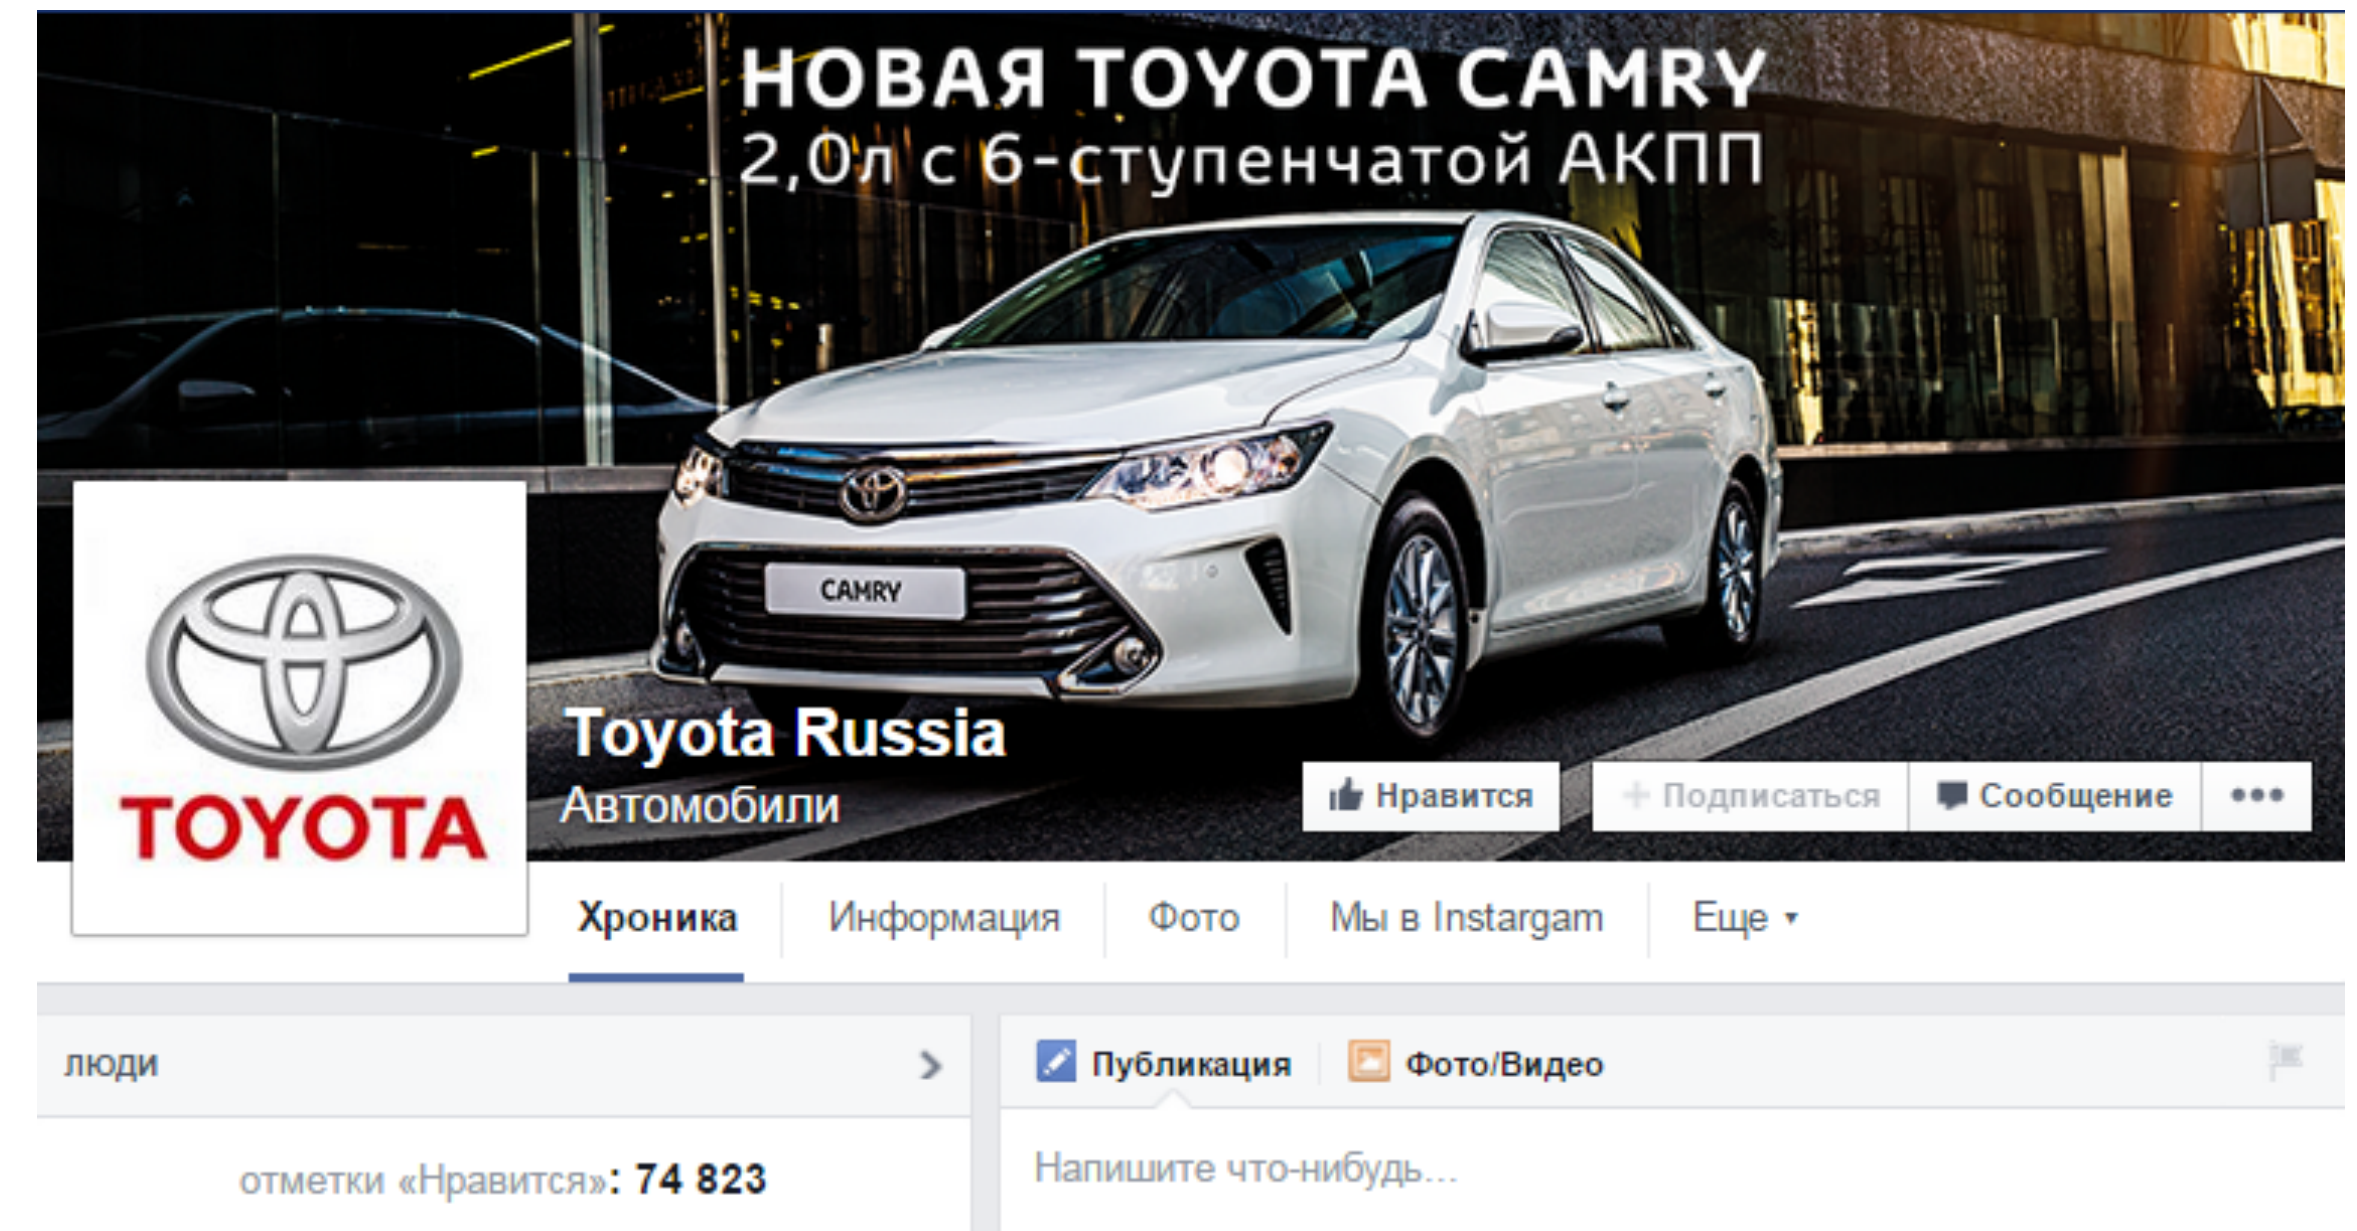 НОВАЯ TOYOTA CAMRY
2,0л с 6-ступенчатой АКПП
CAMRY
TOYOTA
Toyota Russia
Автомобили
Нравится
+ Подписаться
Сообщение
•••
Хроника
Информация
Фото
Мы в Instargam
Еще
люди
отметки «Нравится»: 74 823
Публикация
Фото/Видео
Напишите что-нибудь...